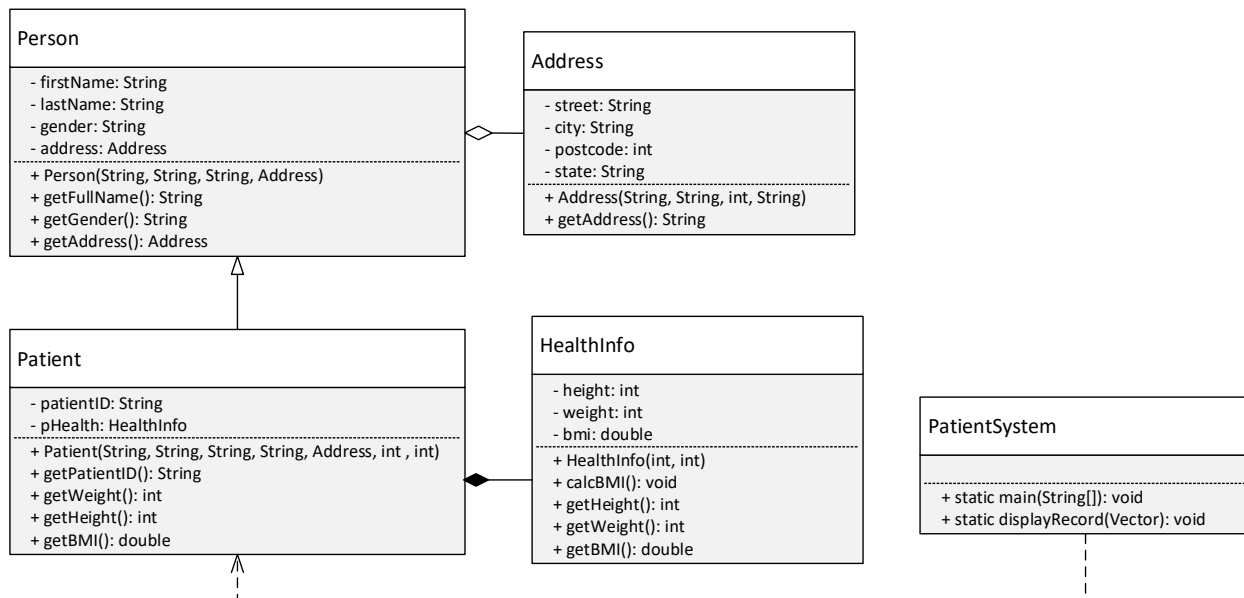 Person
- firstName: String
- lastName: String
- gender: String
- address: Address
+ Person(String, String, String, Address)
+ getFullName(): String
+ getGender(): String
+ getAddress(): Address
Address
- street: String
- city: String
- postcode: int
- state: String
+ Address(String, String, int, String)
+ getAddress(): String
Patient
- patientID: String
- pHealth: HealthInfo
+ Patient(String, String, String, String, Address, int , int)
+ getPatientID(): String
+ getWeight(): int
+ getHeight(): int
+ getBMI(): double
HealthInfo
- height: int
- weight: int
- bmi: double
+ HealthInfo(int, int)
+ calcBMI(): void
+ getHeight(): int
+ getWeight(): int
+ getBMI(): double
PatientSystem
+ static main(String[]): void
+ static displayRecord(Vector): void